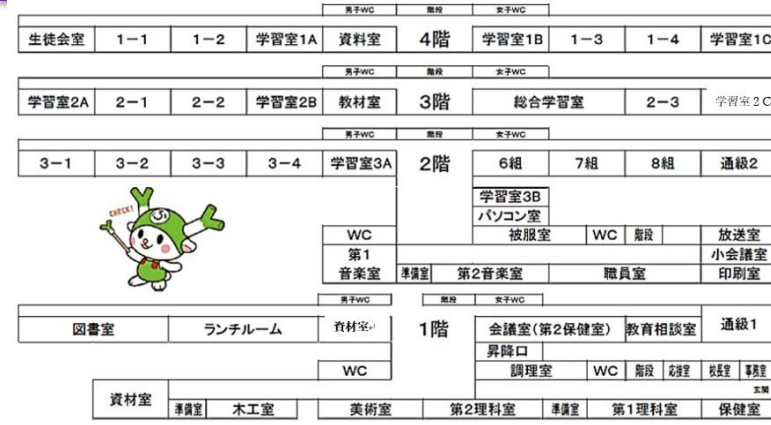 男子WC 階段 女子WC
生徒会室 1－1 1－2 学習室1A 資料室 4階 学習室1B 1－3 1－4 学習室1C
男子WC 階段 女子WC
学習室2A 2－1 2－2 学習室2B 教材室 3階 総合学習室 2－3 学習室2C
男子WC 階段 女子WC
3－1 3－2 3－3 3－4 学習室3A 2階 6組 7組 8組 通級2
CHECK!
学習室3B
パソコン室
WC 被服室 WC 階段 放送室
第1 小会議室
音楽室 準備室 第2音楽室 職員室 印刷室
男子WC 階段 女子WC
図書室 ランチルーム 資材室 1階 会議室(第2保健室) 教育相談室 通級1
昇降口
WC 調理室 WC 階段 応接室 校長室 事務室
玄関
資材室 準備室 木工室 美術室 第2理科室 準備室 第1理科室 保健室